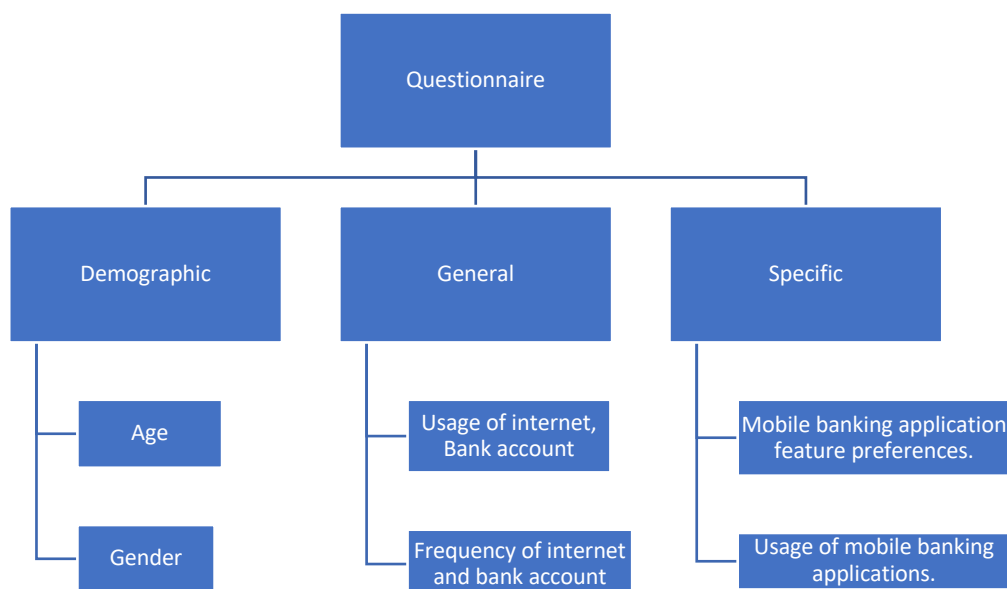 Questionnaire
Demographic
General
Specific
Age
Usage of internet,
Bank account
Mobile banking application
feature preferences.
Gender
Frequency of internet
and bank account
Usage of mobile banking
applications.